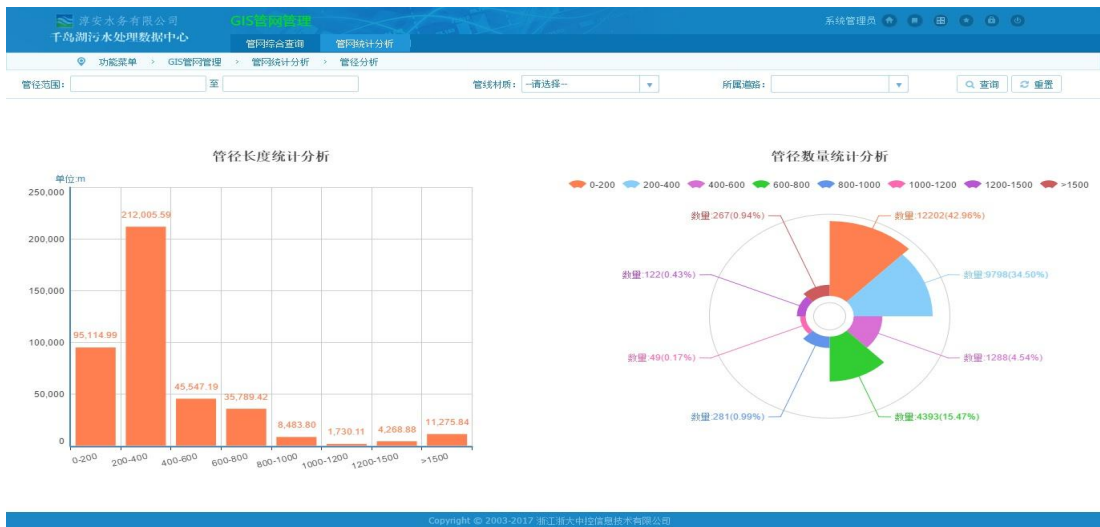 淳安水务有限公司
千岛湖污水处理数据中心
GIS管网管理
管网综合查询 管网统计分析
系统管理员
功能菜单 > GIS管网管理 > 管网统计分析 > 管径分析
管径范围: 至 管线材质: --请选择-- 所属道路: 查询 重置
管径长度统计分析
单位:m
250,000
200,000
150,000
100,000
50,000
0
95,114.99
212,005.59
45,547.19
35,789.42
8,483.80
1,730.11
4,268.88
11,275.84
0-200 200-400 400-600 600-800 800-1000 1000-1200 1200-1500 >1500
管径数量统计分析
0-200 200-400 400-600 600-800 800-1000 1000-1200 1200-1500 >1500
数量:267(0.94%)
数量:12202(42.96%)
数量:122(0.43%)
数量:9798(34.50%)
数量:49(0.17%)
数量:1288(4.54%)
数量:281(0.99%)
数量:4393(15.47%)
Copyright © 2003-2017 浙江浙大中控信息技术有限公司